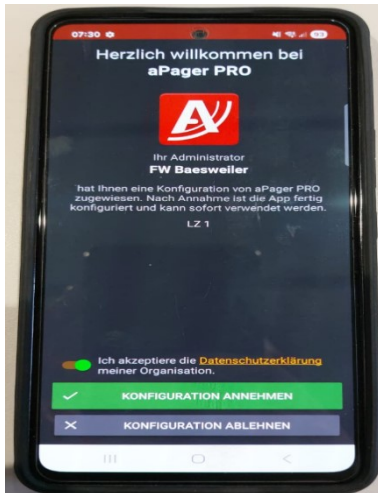 07:30
93
Herzlich willkommen bei
aPager PRO
Ihr Administrator
FW Baesweiler
hat Ihnen eine Konfiguration von aPager PRO
zugewiesen. Nach Annahme ist die App fertig
konfiguriert und kann sofort verwendet werden.
LZ 1
Ich akzeptiere die Datenschutzerklärung
meiner Organisation.
KONFIGURATION ANNEHMEN
KONFIGURATION ABLEHNEN